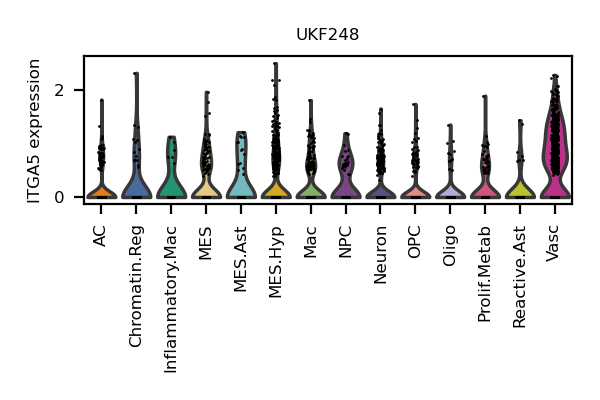 UKF248
ITGA5 expression
2
0
AC
Chromatin.Reg
Inflammatory.Mac
MES
MES.Ast
MES.Hyp
Mac
NPC
Neuron
OPC
Oligo
Prolif.Metab
Reactive.Ast
Vasc